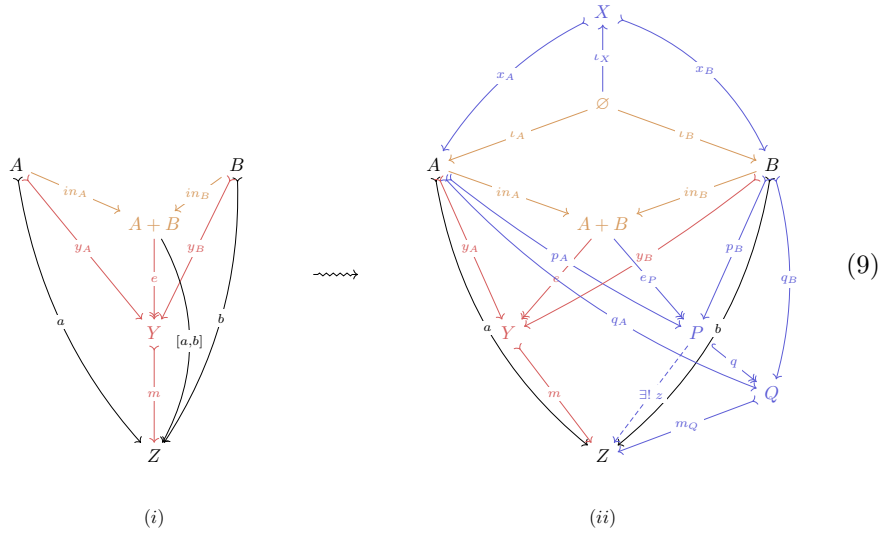 X
x_A
ι_X
x_B
∅
ι_A
ι_B
A
B
A
B
in_A
in_B
in_A
in_B
A + B
A + B
y_A
y_B
y_A
p_A
y_B
p_B
q_B
e
e
e_P
(9)
a
b
a
q_A
b
Y
[a,b]
Y
P
q
m
m
∃! z
Q
m_Q
Z
Z
(i)
(ii)